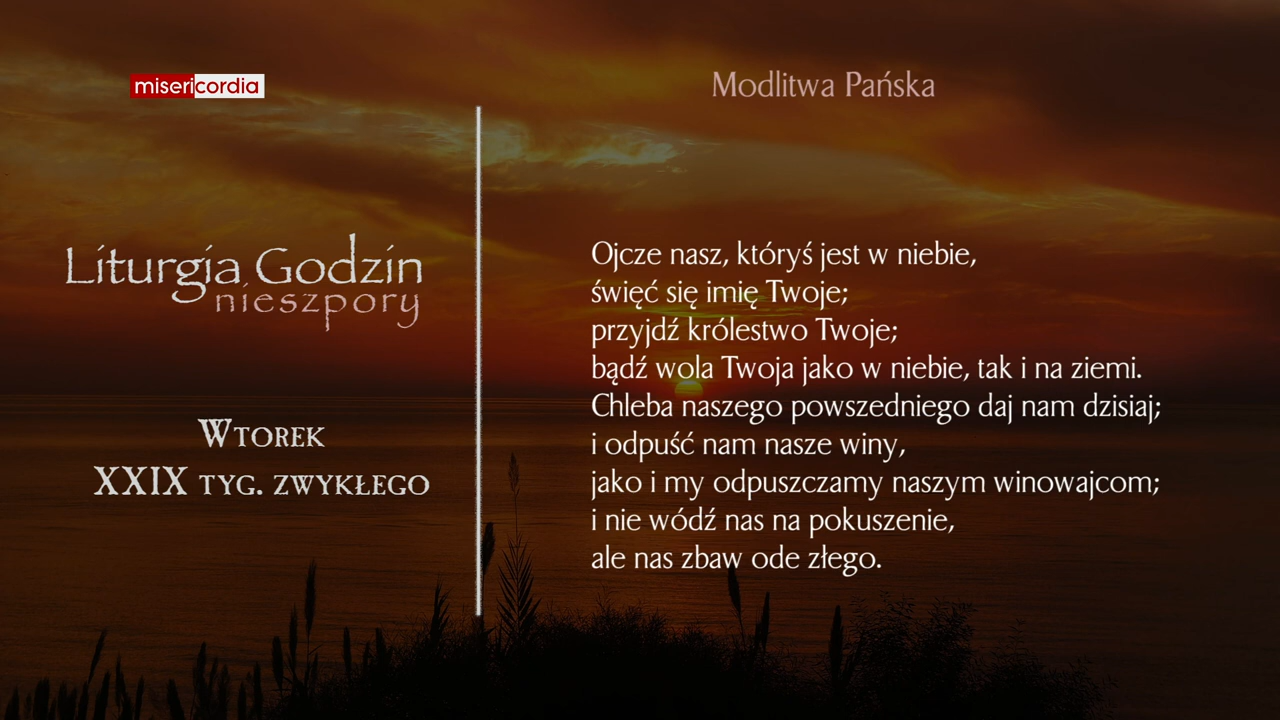 misericordia
Liturgia Godzin
nieszpory
Wtorek
XXIX tyg. zwykłego
Modlitwa Pańska
Ojcze nasz, któryś jest w niebie,
święć się imię Twoje;
przyjdź królestwo Twoje;
bądź wola Twoja jako w niebie, tak i na ziemi.
Chleba naszego powszedniego daj nam dzisiaj;
i odpuść nam nasze winy,
jako i my odpuszczamy naszym winowajcom;
i nie wódź nas na pokuszenie,
ale nas zbaw ode złego.